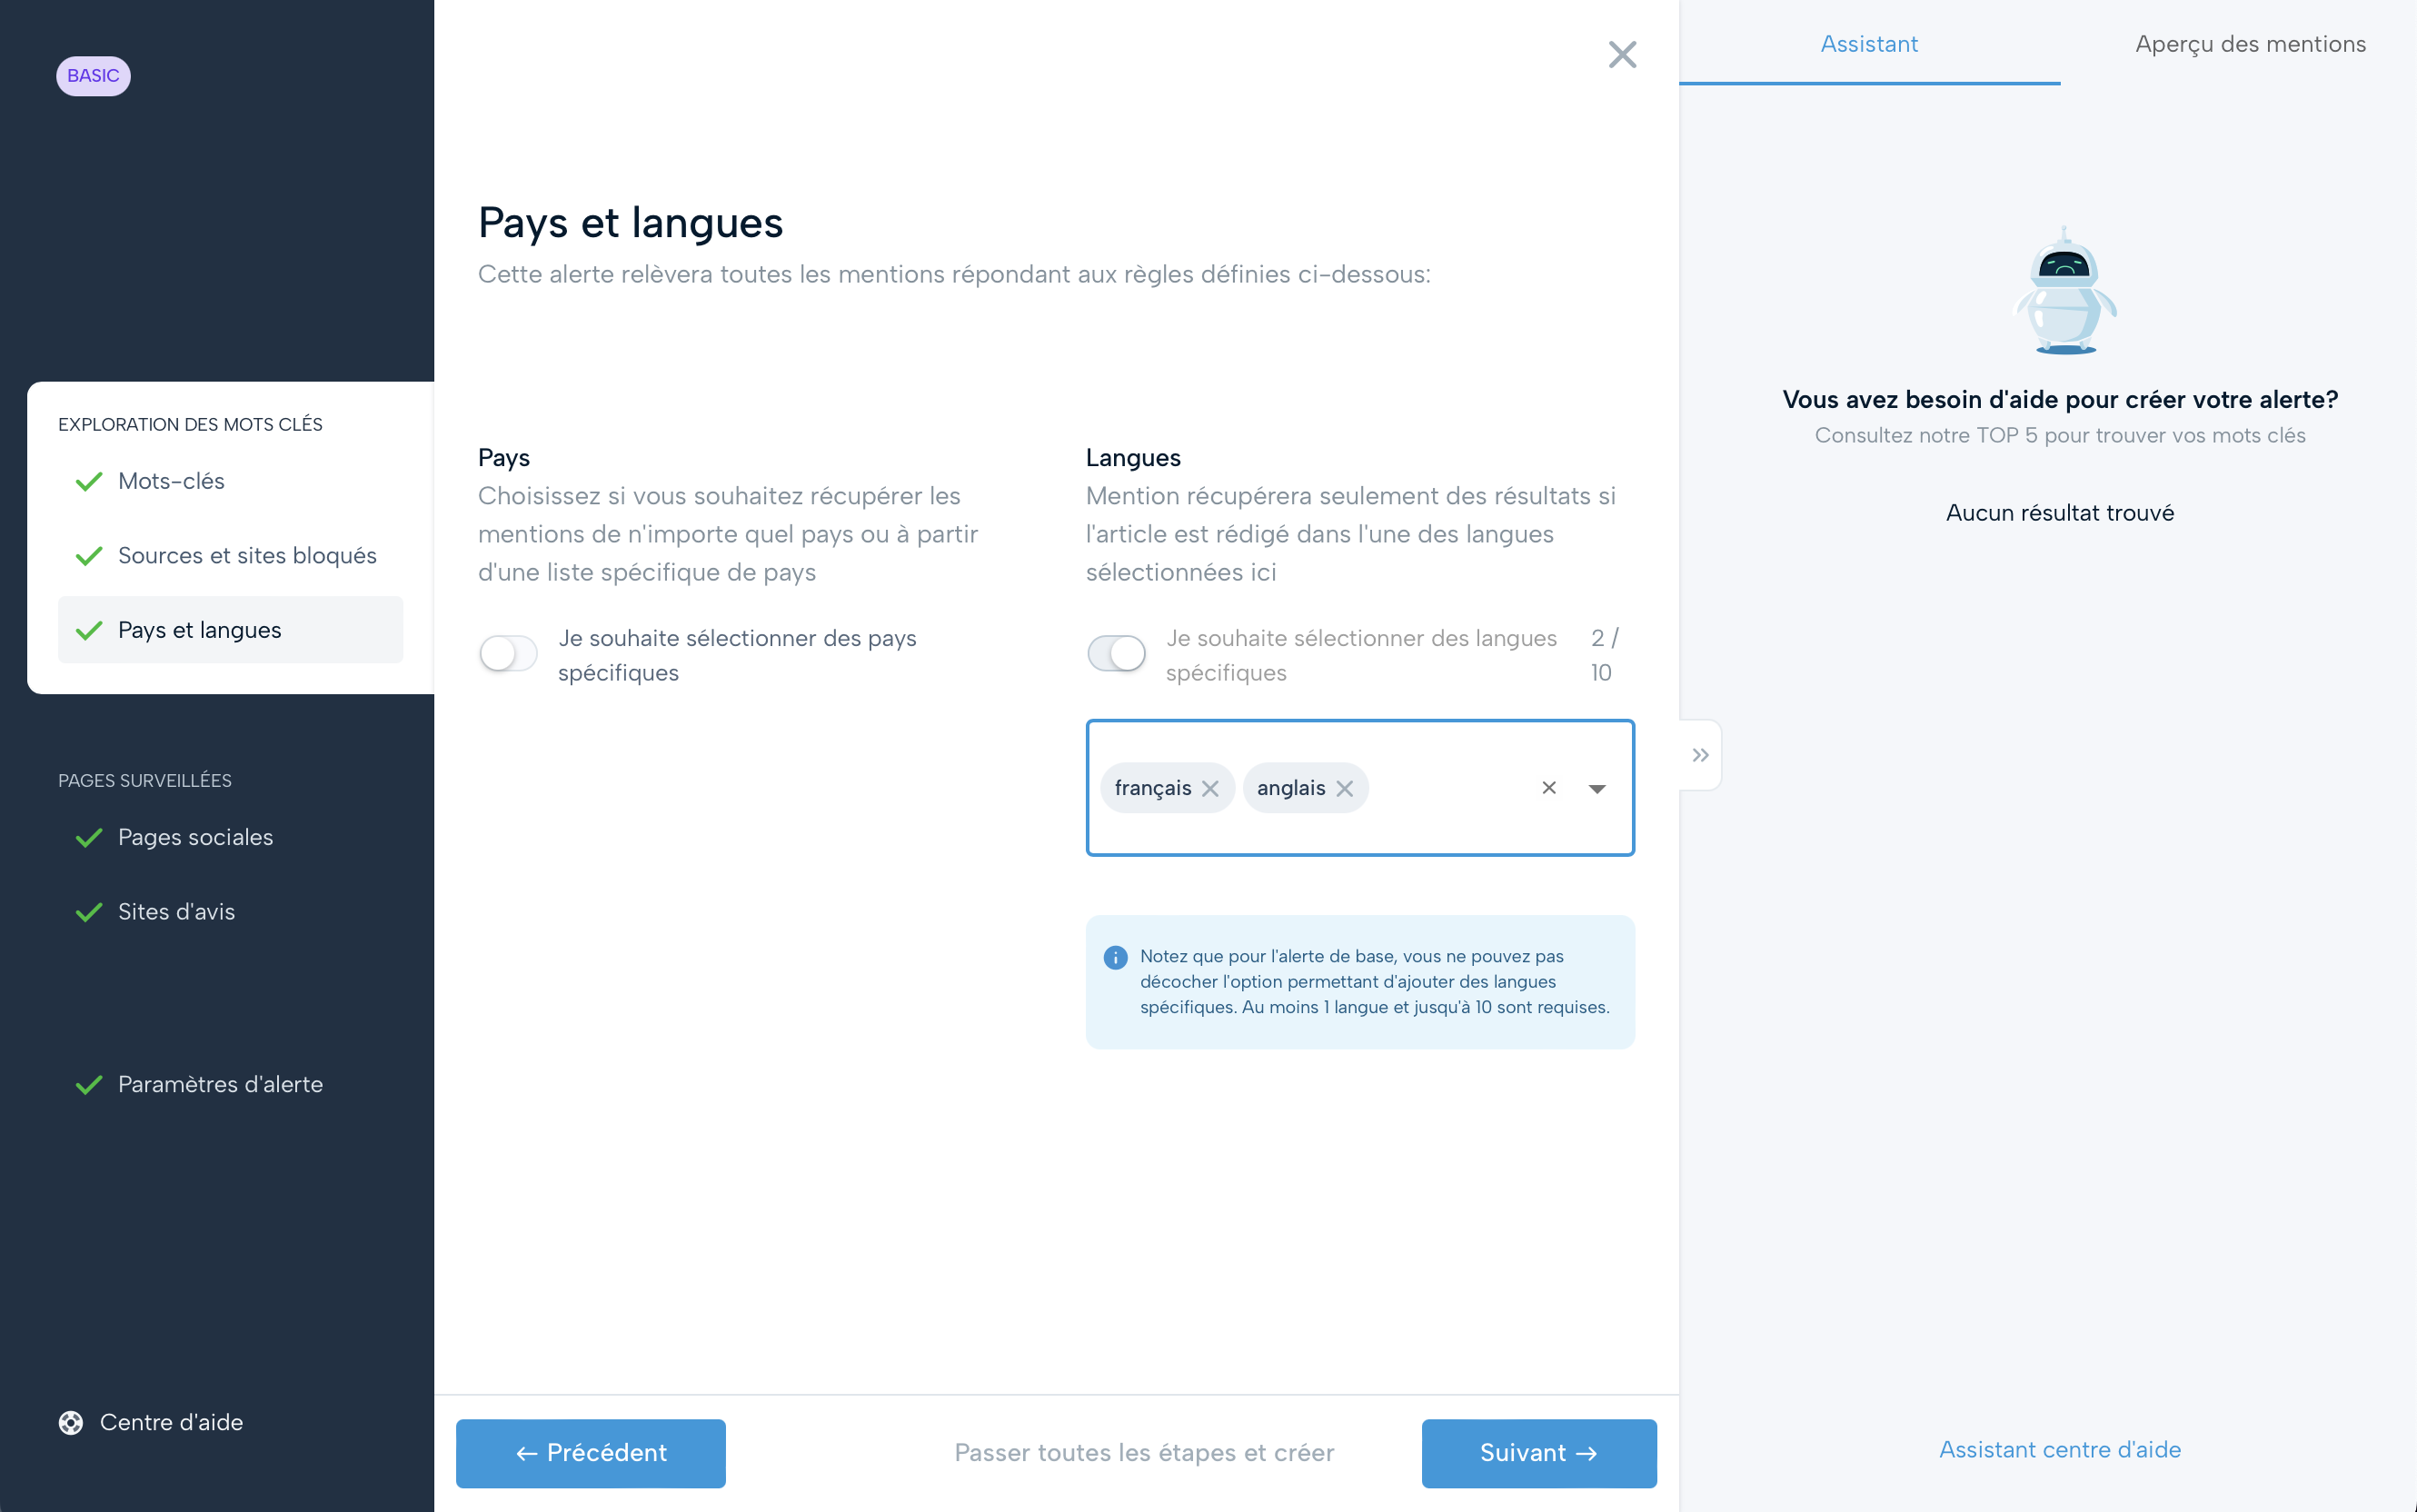 BASIC
EXPLORATION DES MOTS CLÉS
Mots-clés
Sources et sites bloqués
Pays et langues
PAGES SURVEILLÉES
Pages sociales
Sites d'avis
Paramètres d'alerte
Centre d'aide
Pays et langues
Cette alerte relèvera toutes les mentions répondant aux règles définies ci-dessous:
Pays
Choisissez si vous souhaitez récupérer les
mentions de n'importe quel pays ou à partir
d'une liste spécifique de pays
Je souhaite sélectionner des pays
spécifiques
Langues
Mention récupérera seulement des résultats si
l'article est rédigé dans l'une des langues
sélectionnées ici
Je souhaite sélectionner des langues
spécifiques
2 /
10
français
anglais
Notez que pour l'alerte de base, vous ne pouvez pas
décocher l'option permettant d'ajouter des langues
spécifiques. Au moins 1 langue et jusqu'à 10 sont requises.
← Précédent
Passer toutes les étapes et créer
Suivant →
Assistant
Aperçu des mentions
Vous avez besoin d'aide pour créer votre alerte?
Consultez notre TOP 5 pour trouver vos mots clés
Aucun résultat trouvé
Assistant centre d'aide